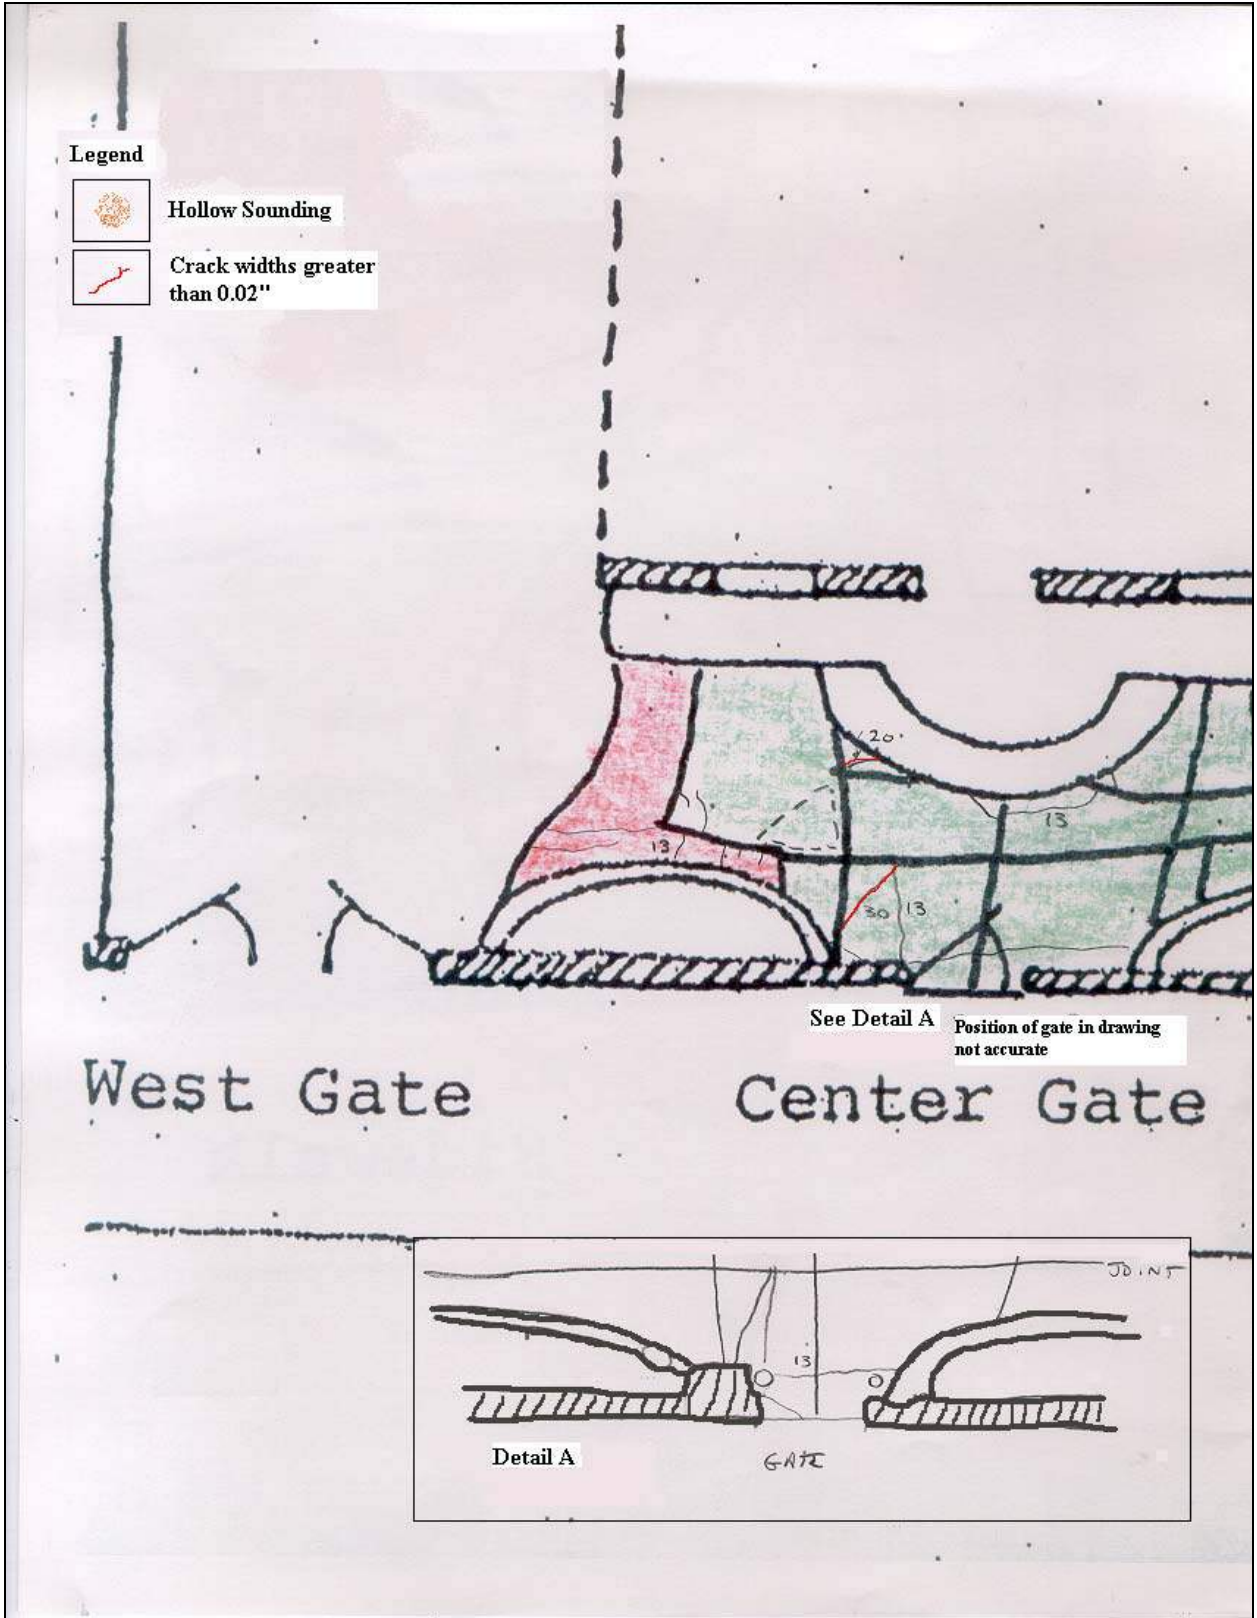 Legend
Hollow Sounding
Crack widths greater
than 0.02"
20
13
13
30
13
See Detail A
Position of gate in drawing
not accurate
West Gate
Center Gate
JOINT
13
Detail A
GATE